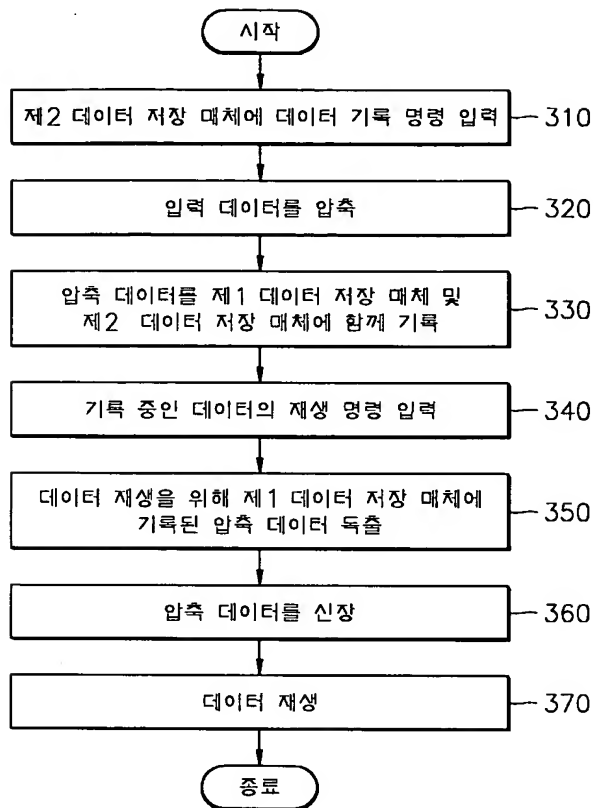 시작
제2 데이터 저장 매체에 데이터 기록 명령 입력
310
입력 데이터를 압축
320
압축 데이터를 제1 데이터 저장 매체 및
제2 데이터 저장 매체에 함께 기록
330
기록 중인 데이터의 재생 명령 입력
340
데이터 재생을 위해 제1 데이터 저장 매체에
기록된 압축 데이터 독출
350
압축 데이터를 신장
360
데이터 재생
370
종료